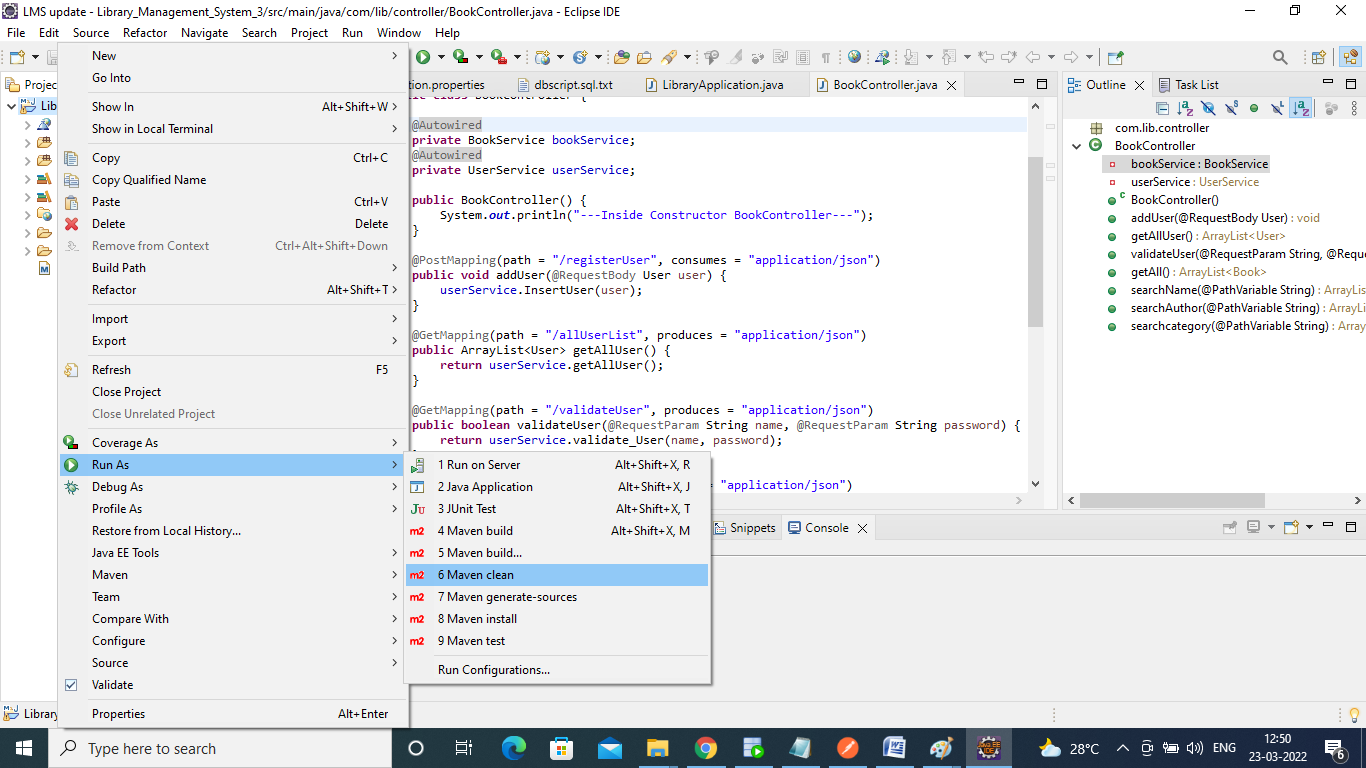 LMS update - Library_Management_System_3/src/main/java/com/lib/controller/BookController.java - Eclipse IDE
File Edit Source Refactor Navigate Search Project Run Window Help
Projec
Lib
New
Go Into
Show In Alt+Shift+W
Show in Local Terminal
Copy Ctrl+C
Copy Qualified Name
Paste Ctrl+V
Delete Delete
Remove from Context Ctrl+Alt+Shift+Down
Build Path
Refactor Alt+Shift+T
Import
Export
Refresh F5
Close Project
Close Unrelated Project
Coverage As
Run As
Debug As
Profile As
Restore from Local History...
Java EE Tools
Maven
Team
Compare With
Configure
Source
Validate
Properties Alt+Enter
1 Run on Server Alt+Shift+X, R
2 Java Application Alt+Shift+X, J
3 JUnit Test Alt+Shift+X, T
4 Maven build Alt+Shift+X, M
5 Maven build...
6 Maven clean
7 Maven generate-sources
8 Maven install
9 Maven test
Run Configurations...
tion.properties dbscript.sql.txt LibraryApplication.java BookController.java
ic class BookController {
@Autowired
private BookService bookService;
@Autowired
private UserService userService;
public BookController() {
System.out.println("---Inside Constructor BookController---");
}
@PostMapping(path = "/registerUser", consumes = "application/json")
public void addUser(@RequestBody User user) {
userService.InsertUser(user);
}
@GetMapping(path = "/allUserList", produces = "application/json")
public ArrayList<User> getAllUser() {
return userService.getAllUser();
}
@GetMapping(path = "/validateUser", produces = "application/json")
public boolean validateUser(@RequestParam String name, @RequestParam String password) {
return userService.validate_User(name, password);
= "application/json")
Snippets Console
Outline Task List
com.lib.controller
BookController
bookService : BookService
userService : UserService
BookController()
addUser(@RequestBody User) : void
getAllUser() : ArrayList<User>
validateUser(@RequestParam String, @Reque
getAll() : ArrayList<Book>
searchName(@PathVariable String) : ArrayLis
searchAuthor(@PathVariable String) : ArrayLi
searchcategory(@PathVariable String) : Array
Library
Type here to search
28°C ENG 12:50
23-03-2022
6